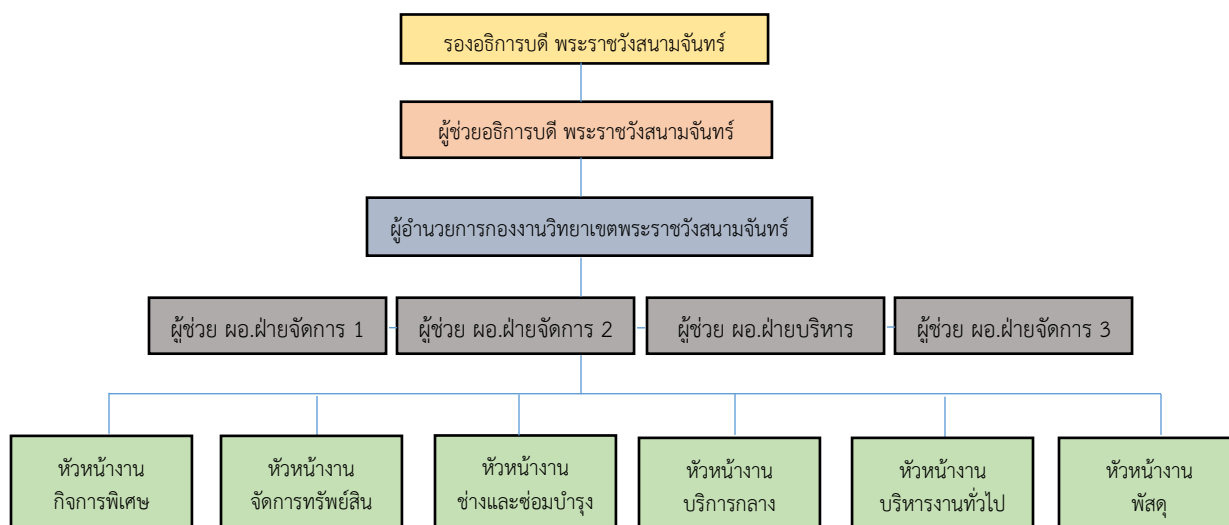 รองอธิการบดี พระราชวังสนามจันทร์
ผู้ช่วยอธิการบดี พระราชวังสนามจันทร์
ผู้อำนวยการกองงานวิทยาเขตพระราชวังสนามจันทร์
ผู้ช่วย ผอ.ฝ่ายจัดการ 1
ผู้ช่วย ผอ.ฝ่ายจัดการ 2
ผู้ช่วย ผอ.ฝ่ายบริหาร
ผู้ช่วย ผอ.ฝ่ายจัดการ 3
หัวหน้างาน
กิจการพิเศษ
หัวหน้างาน
จัดการทรัพย์สิน
หัวหน้างาน
ช่างและซ่อมบำรุง
หัวหน้างาน
บริการกลาง
หัวหน้างาน
บริหารงานทั่วไป
หัวหน้างาน
พัสดุ